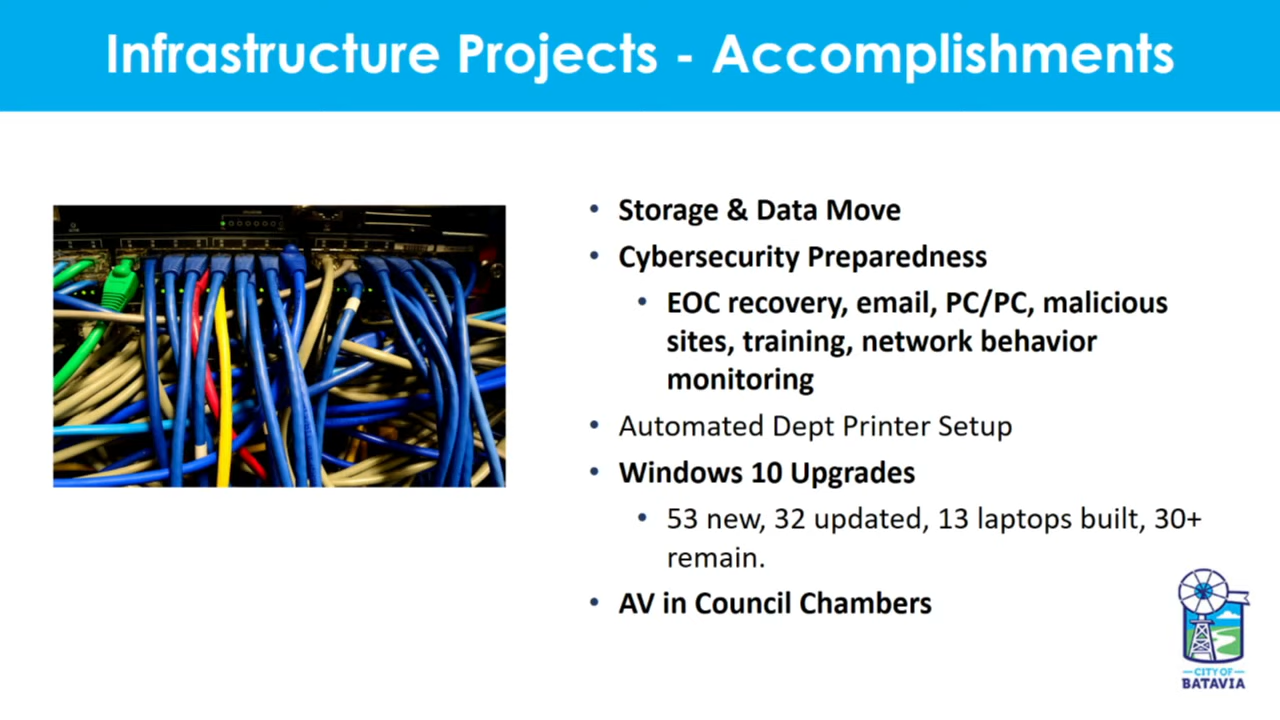 Infrastructure Projects - Accomplishments
• Storage & Data Move
• Cybersecurity Preparedness
• EOC recovery, email, PC/PC, malicious
sites, training, network behavior
monitoring
• Automated Dept Printer Setup
• Windows 10 Upgrades
• 53 new, 32 updated, 13 laptops built, 30+
remain.
• AV in Council Chambers
CITY OF
BATAVIA